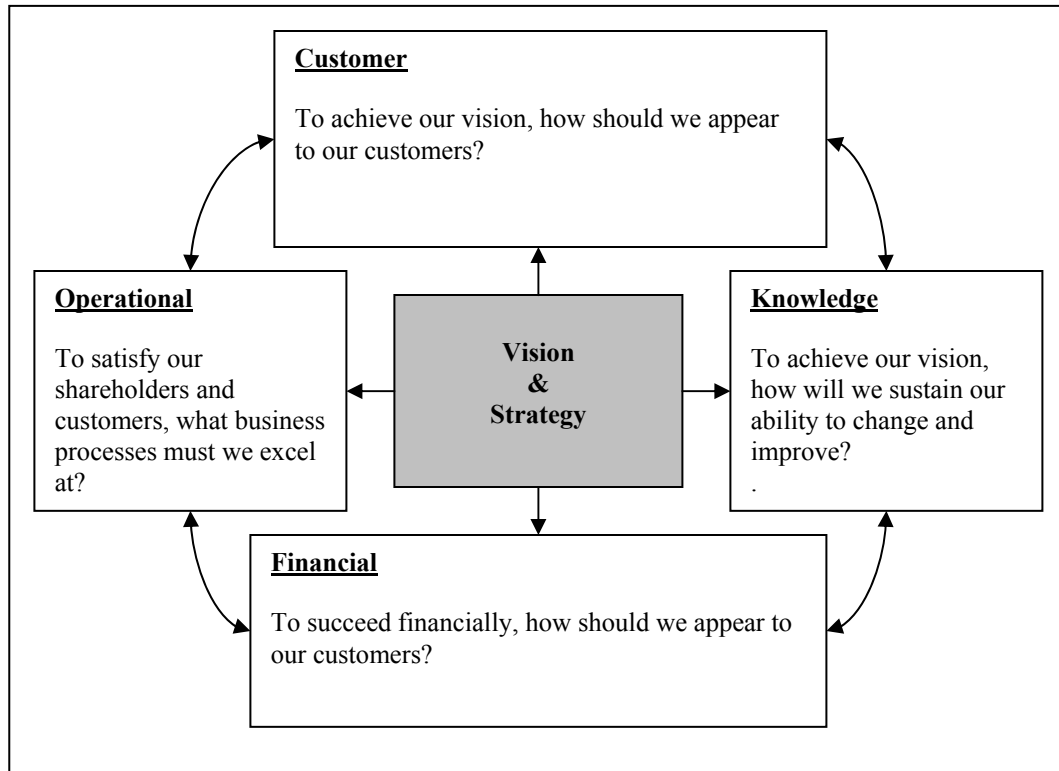 Customer
To achieve our vision, how should we appear
to our customers?
Operational
To satisfy our
shareholders and
customers, what business
processes must we excel
at?
Vision
&
Strategy
Knowledge
To achieve our vision,
how will we sustain our
ability to change and
improve?
.
Financial
To succeed financially, how should we appear to
our customers?